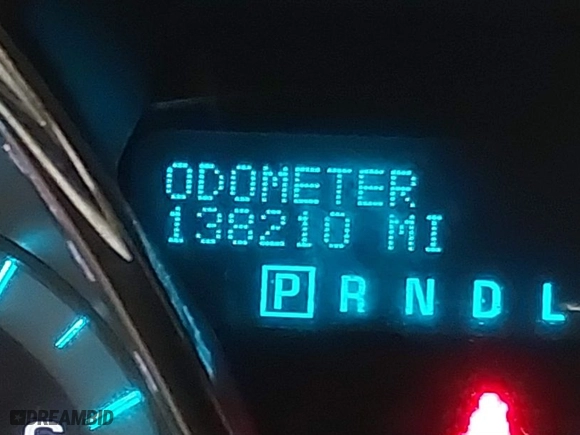 ODOMETER
138210 MI
P R N D L
DREAMBID